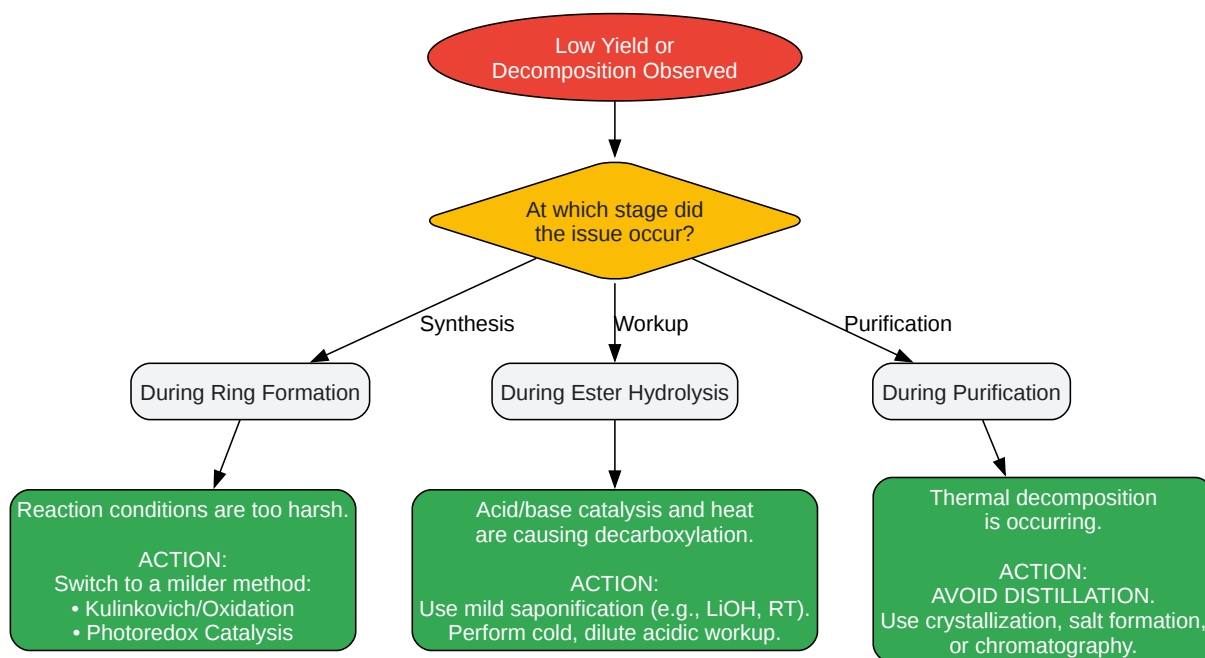 Low Yield or
Decomposition Observed
At which stage did
the issue occur?
Synthesis
Workup
Purification
During Ring Formation
During Ester Hydrolysis
During Purification
Reaction conditions are too harsh.
ACTION:
Switch to a milder method:
• Kulinkovich/Oxidation
• Photoredox Catalysis
Acid/base catalysis and heat
are causing decarboxylation.
ACTION:
Use mild saponification (e.g., LiOH, RT).
Perform cold, dilute acidic workup.
Thermal decomposition
is occurring.
ACTION:
AVOID DISTILLATION.
Use crystallization, salt formation,
or chromatography.